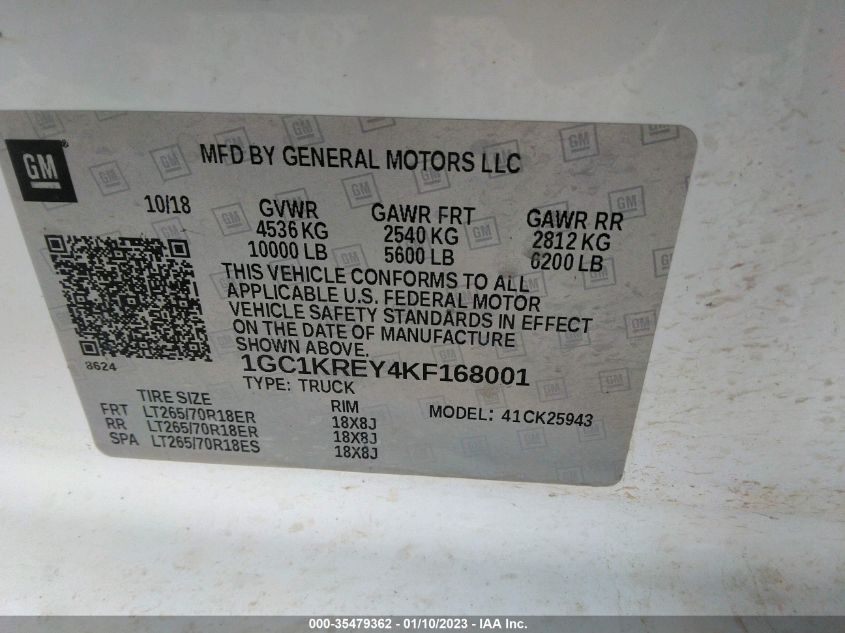 GM
MFD BY GENERAL MOTORS LLC
10/18
GVWR
4536 KG
10000 LB
GAWR FRT
2540 KG
5600 LB
GAWR RR
2812 KG
6200 LB
THIS VEHICLE CONFORMS TO ALL
APPLICABLE U.S. FEDERAL MOTOR
VEHICLE SAFETY STANDARDS IN EFFECT
ON THE DATE OF MANUFACTURE
SHOWN ABOVE.
8624
1GC1KREY4KF168001
TYPE: TRUCK
TIRE SIZE
RIM
MODEL: 41CK25943
FRT LT265/70R18ER 18X8J
RR LT265/70R18ER 18X8J
SPA LT265/70R18ES 18X8J
000-35479362 - 01/10/2023 - IAA Inc.